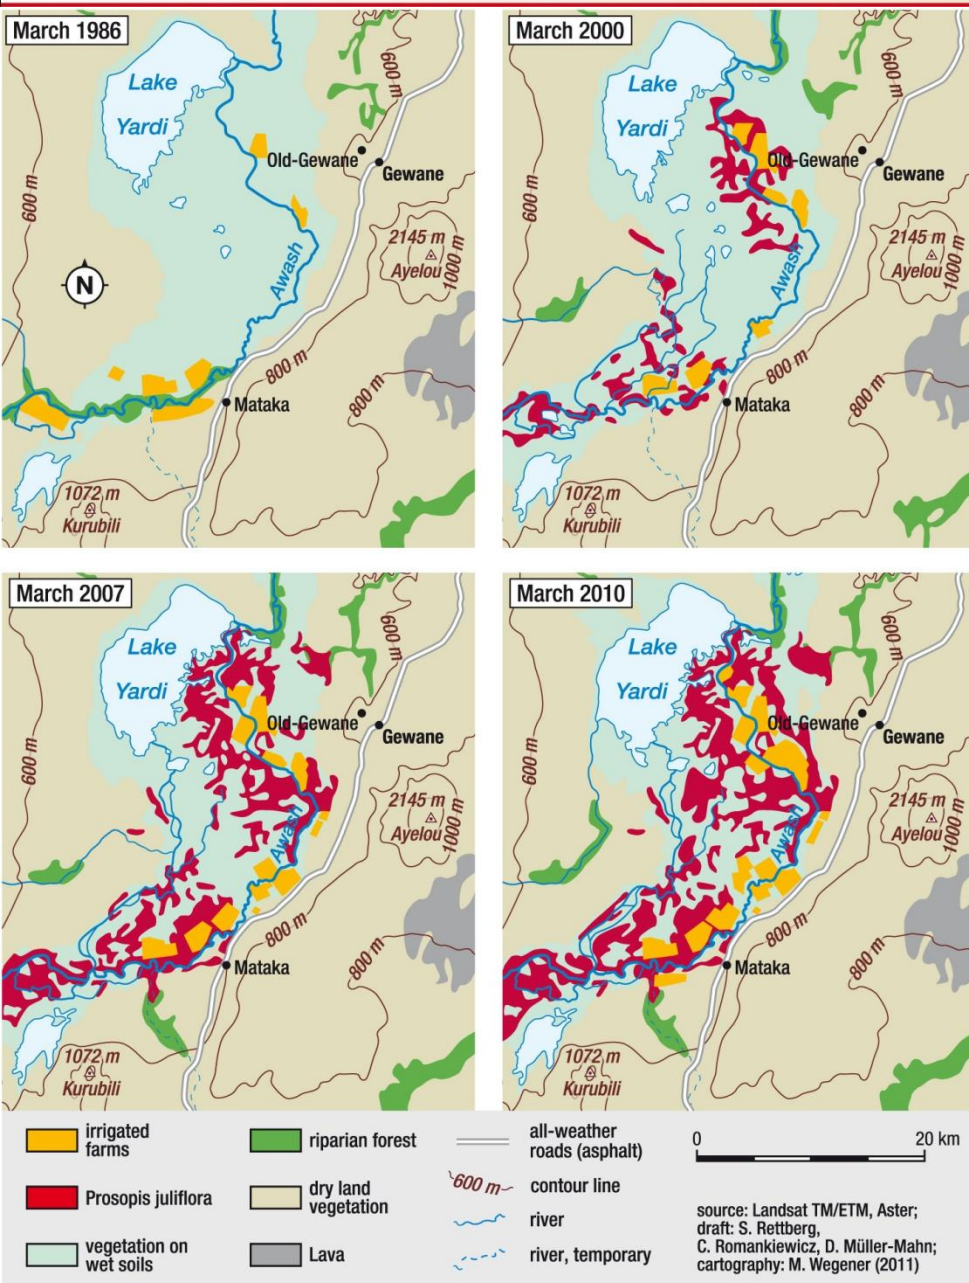 March 1986
Lake
Yardi
600 m
Old-Gewane
Gewane
600 m
2145 m
Ayelou
1000 m
N
Awash
800 m
800 m
Mataka
1072 m
Kurubili
March 2000
Lake
Yardi
600 m
Old-Gewane
Gewane
600 m
2145 m
Ayelou
1000 m
Awash
800 m
800 m
Mataka
1072 m
Kurubili
March 2007
Lake
Yardi
600 m
Old-Gewane
Gewane
600 m
2145 m
Ayelou
1000 m
Awash
800 m
800 m
Mataka
1072 m
Kurubili
March 2010
Lake
Yardi
600 m
Old-Gewane
Gewane
600 m
2145 m
Ayelou
1000 m
Awash
800 m
800 m
Mataka
1072 m
Kurubili
irrigated
farms
Prosopis juliflora
vegetation on
wet soils
riparian forest
dry land
vegetation
Lava
all-weather
roads (asphalt)
600 m
contour line
river
river, temporary
0 20 km
source: Landsat TM/ETM, Aster;
draft: S. Rettberg,
C. Romankiewicz, D. Müller-Mahn;
cartography: M. Wegener (2011)